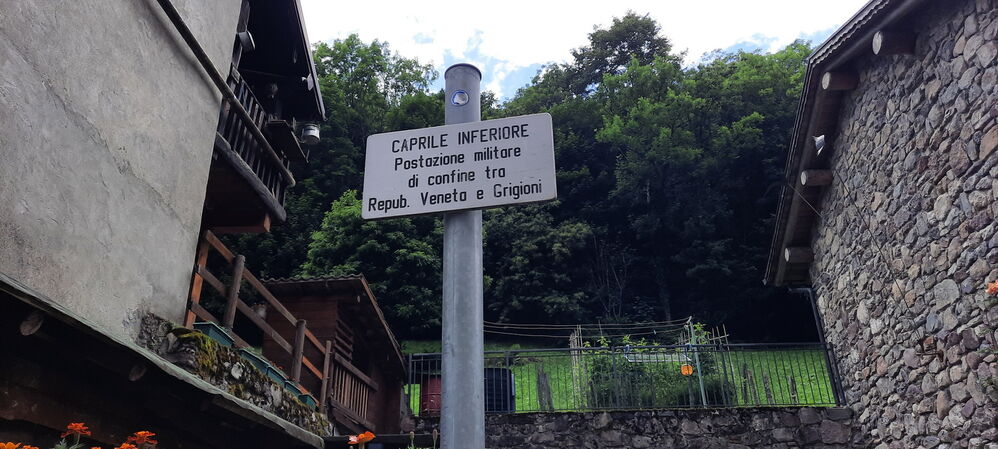 CAPRILE INFERIORE
Postazione militare
di confine tra
Repub. Veneta e Grigioni